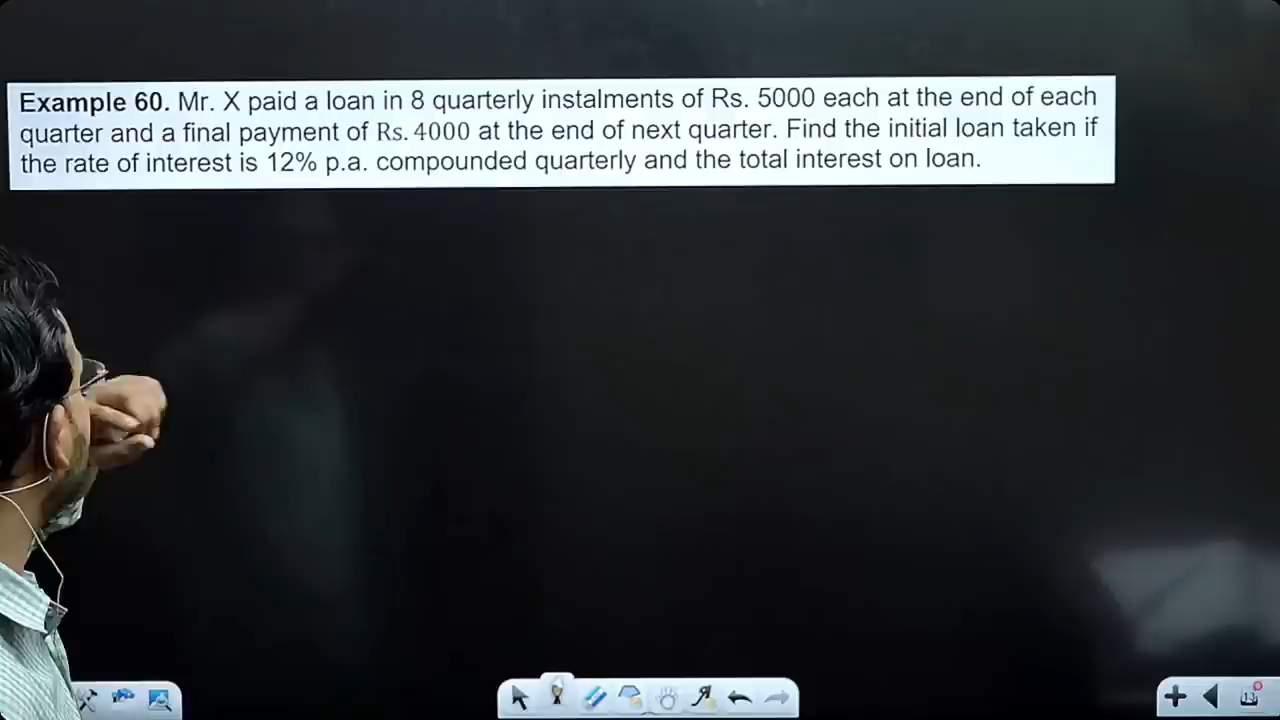 Example 60. Mr. X paid a loan in 8 quarterly instalments of Rs. 5000 each at the end of each
quarter and a final payment of Rs. 4000 at the end of next quarter. Find the initial loan taken if
the rate of interest is 12% p.a. compounded quarterly and the total interest on loan.